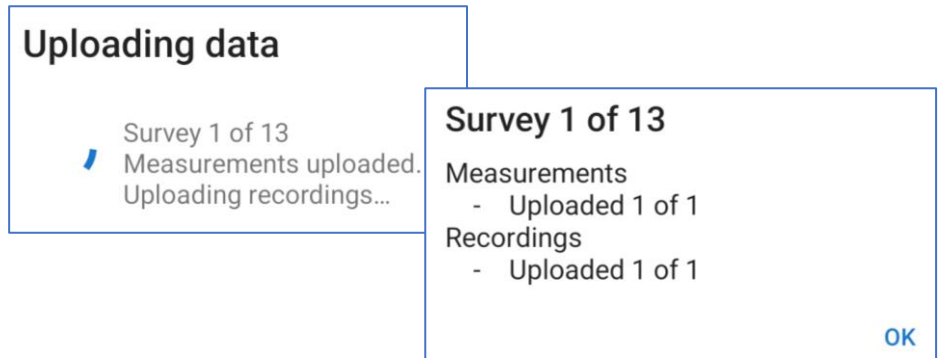 Uploading data
Survey 1 of 13
Measurements uploaded.
Uploading recordings...
Survey 1 of 13
Measurements
- Uploaded 1 of 1
Recordings
- Uploaded 1 of 1
OK